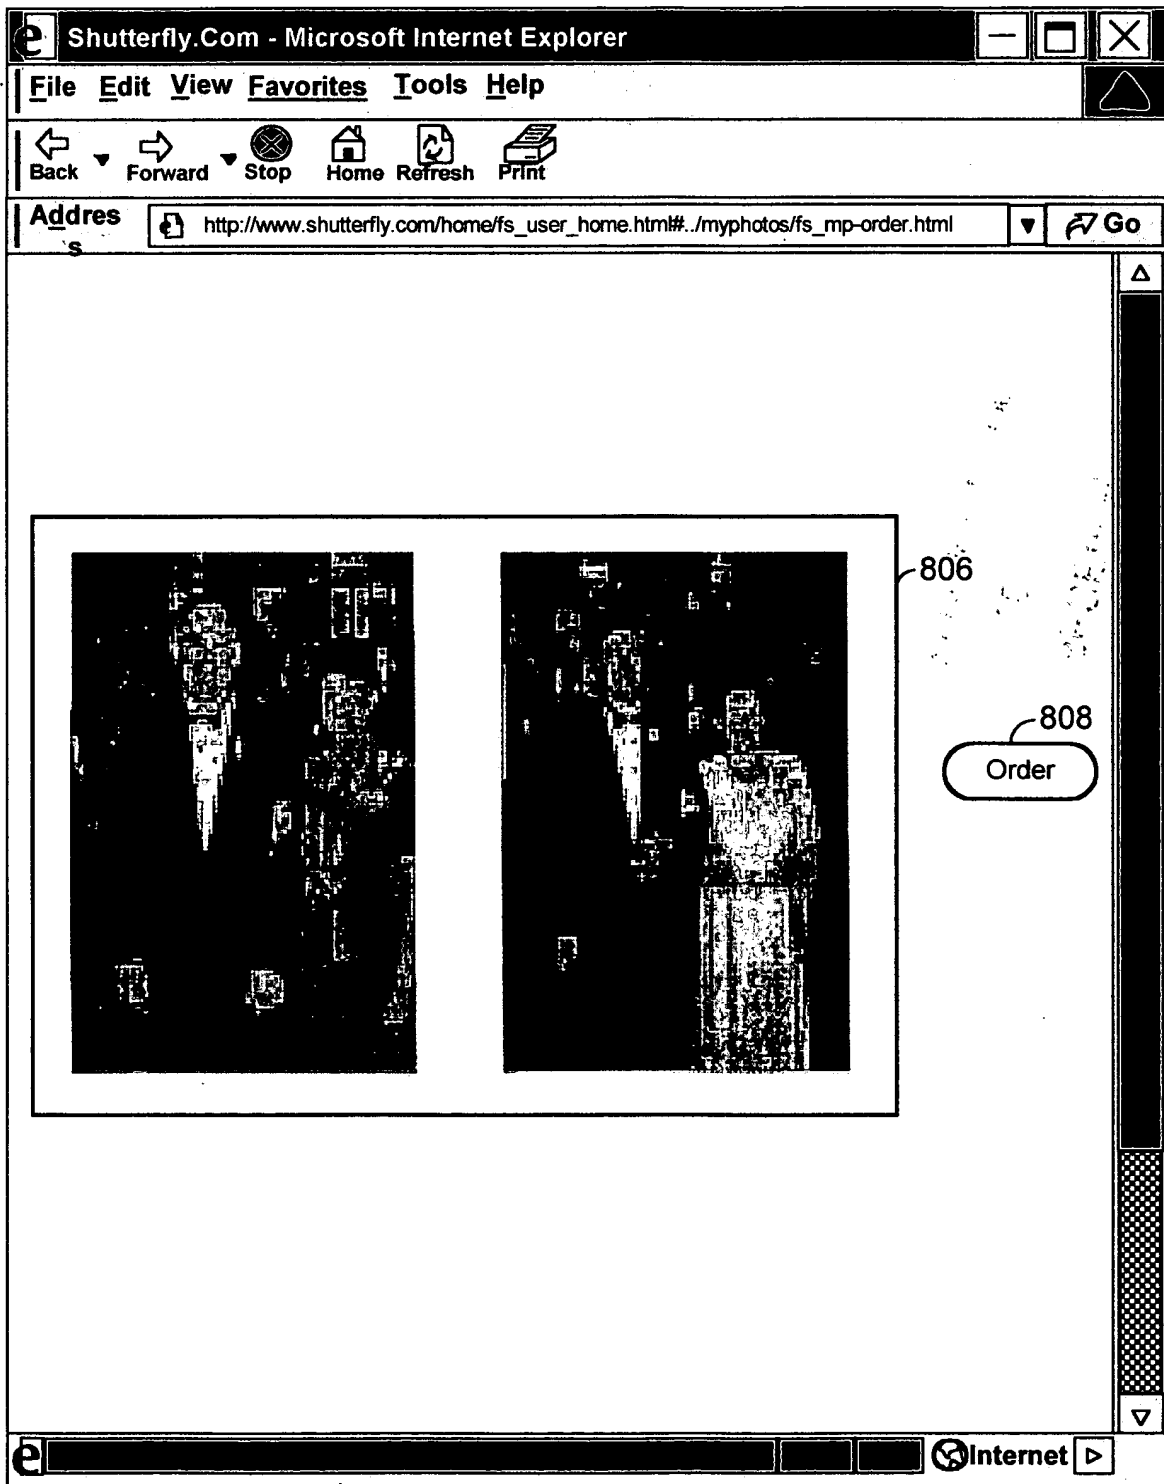 Shutterfly.Com - Microsoft Internet Explorer
File Edit View Favorites Tools Help
Back Forward Stop Home Refresh Print
Addres
s
http://www.shutterfly.com/home/fs_user_home.html#../myphotos/fs_mp-order.html
Go
806
808
Order
Internet